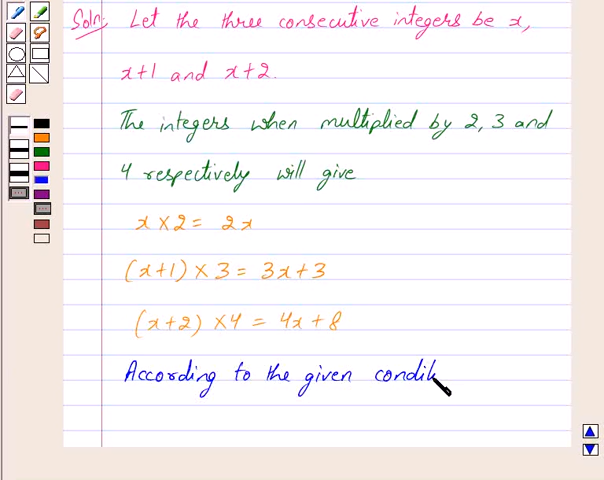 Soln: Let the three consecutive integers be x,
x+1 and x+2.
The integers when multiplied by 2, 3 and
4 respectively will give
x × 2 = 2x
(x+1) × 3 = 3x+3
(x+2) × 4 = 4x+8
According to the given